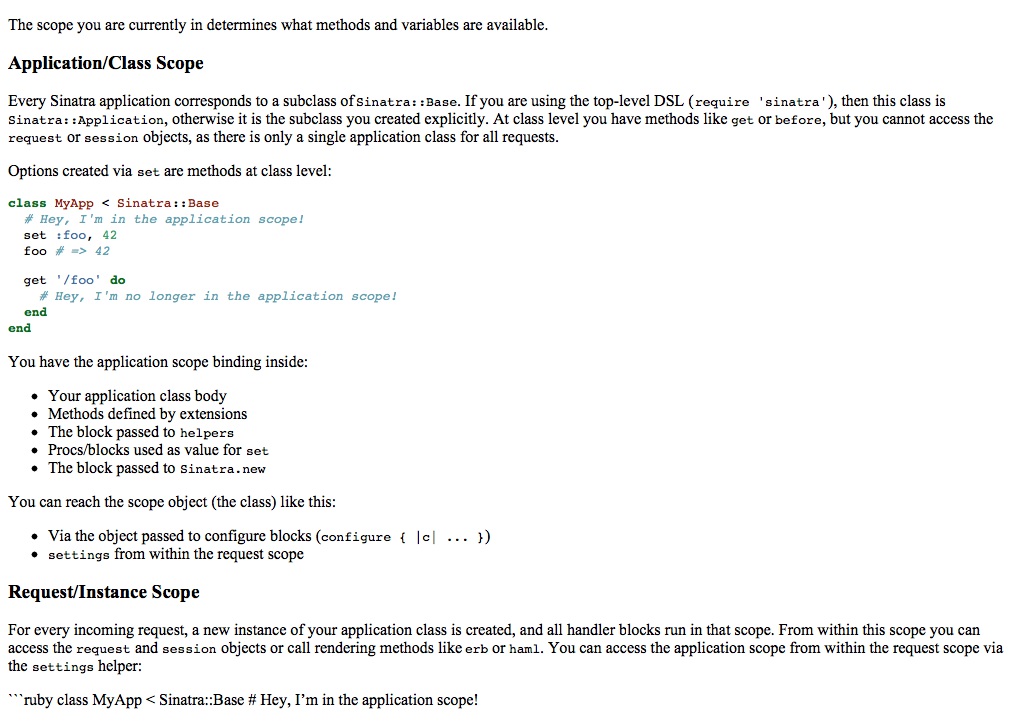 The scope you are currently in determines what methods and variables are available.
Application/Class Scope
Every Sinatra application corresponds to a subclass of Sinatra::Base. If you are using the top-level DSL (require 'sinatra'), then this class is
Sinatra::Application, otherwise it is the subclass you created explicitly. At class level you have methods like get or before, but you cannot access the
request or session objects, as there is only a single application class for all requests.
Options created via set are methods at class level:
class MyApp < Sinatra::Base
  # Hey, I'm in the application scope!
  set :foo, 42
  foo # => 42
  get '/foo' do
    # Hey, I'm no longer in the application scope!
  end
end
You have the application scope binding inside:
• Your application class body
• Methods defined by extensions
• The block passed to helpers
• Procs/blocks used as value for set
• The block passed to Sinatra.new
You can reach the scope object (the class) like this:
• Via the object passed to configure blocks (configure { |c| ... })
• settings from within the request scope
Request/Instance Scope
For every incoming request, a new instance of your application class is created, and all handler blocks run in that scope. From within this scope you can
access the request and session objects or call rendering methods like erb or haml. You can access the application scope from within the request scope via
the settings helper:
```ruby class MyApp < Sinatra::Base # Hey, I’m in the application scope!